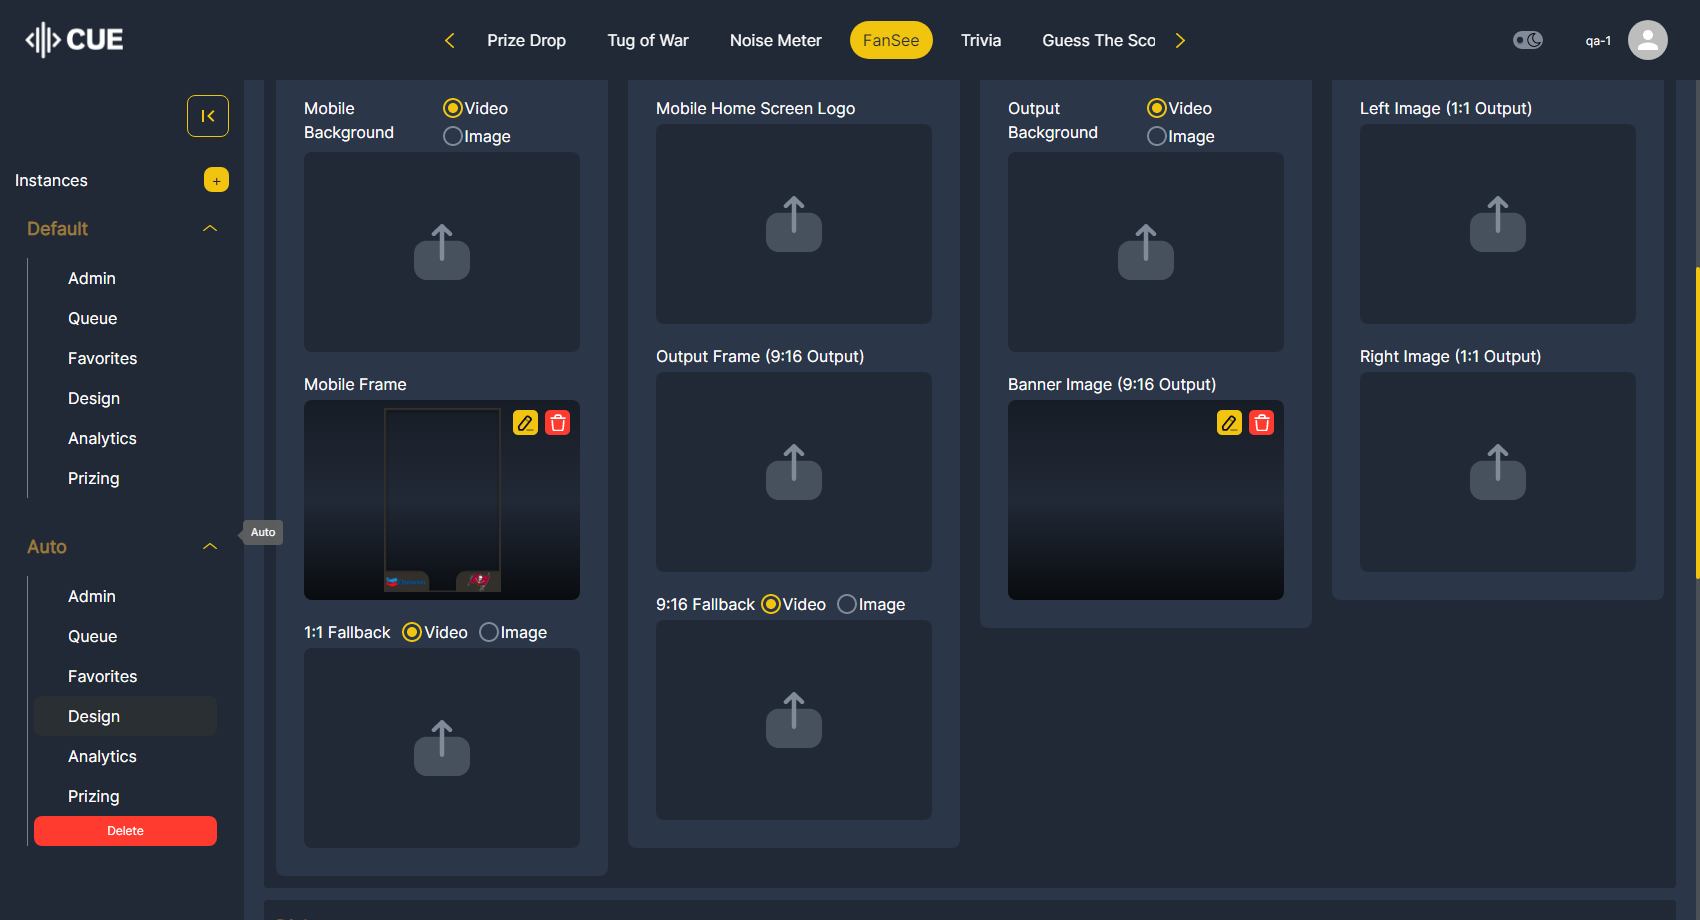 CUE
Prize Drop
Tug of War
Noise Meter
FanSee
Trivia
Guess The Sco
qa-1
Instances
+
Default
Admin
Queue
Favorites
Design
Analytics
Prizing
Auto
Auto
Admin
Queue
Favorites
Design
Analytics
Prizing
Delete
Mobile
Background
Video
Image
Mobile Frame
1:1 Fallback
Video
Image
Mobile Home Screen Logo
Output Frame (9:16 Output)
9:16 Fallback
Video
Image
Output
Background
Video
Image
Banner Image (9:16 Output)
Left Image (1:1 Output)
Right Image (1:1 Output)